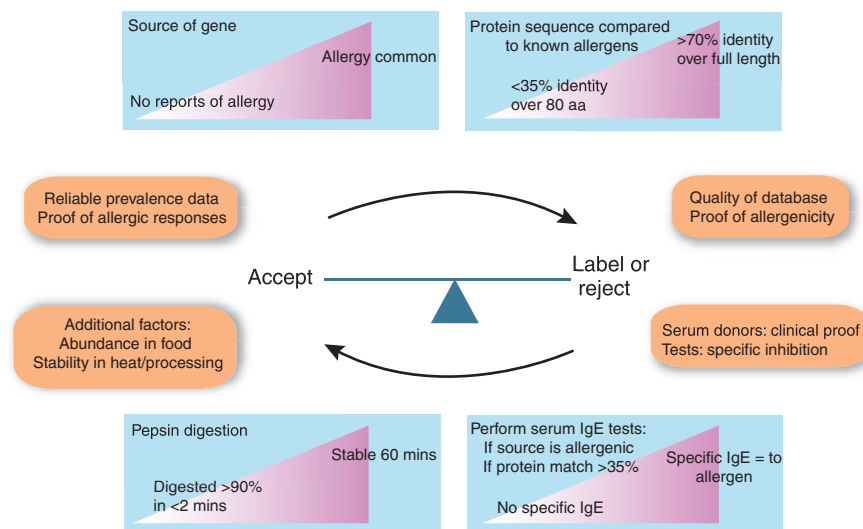 Source of gene
Allergy common
No reports of allergy
Protein sequence compared
to known allergens
>70% identity
over full length
<35% identity
over 80 aa
Reliable prevalence data
Proof of allergic responses
Quality of database
Proof of allergenicity
Accept
Label or
reject
Additional factors:
Abundance in food
Stability in heat/processing
Serum donors: clinical proof
Tests: specific inhibition
Pepsin digestion
Stable 60 mins
Digested >90%
in <2 mins
Perform serum IgE tests:
If source is allergenic
If protein match >35%
Specific IgE = to
allergen
No specific IgE